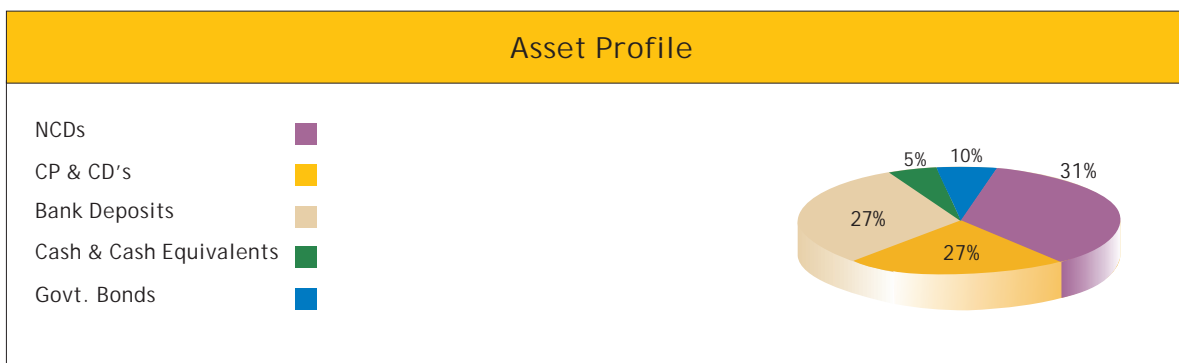 Asset Profile
NCDs
CP & CD's
Bank Deposits
Cash & Cash Equivalents
Govt. Bonds
5%
10%
31%
27%
27%